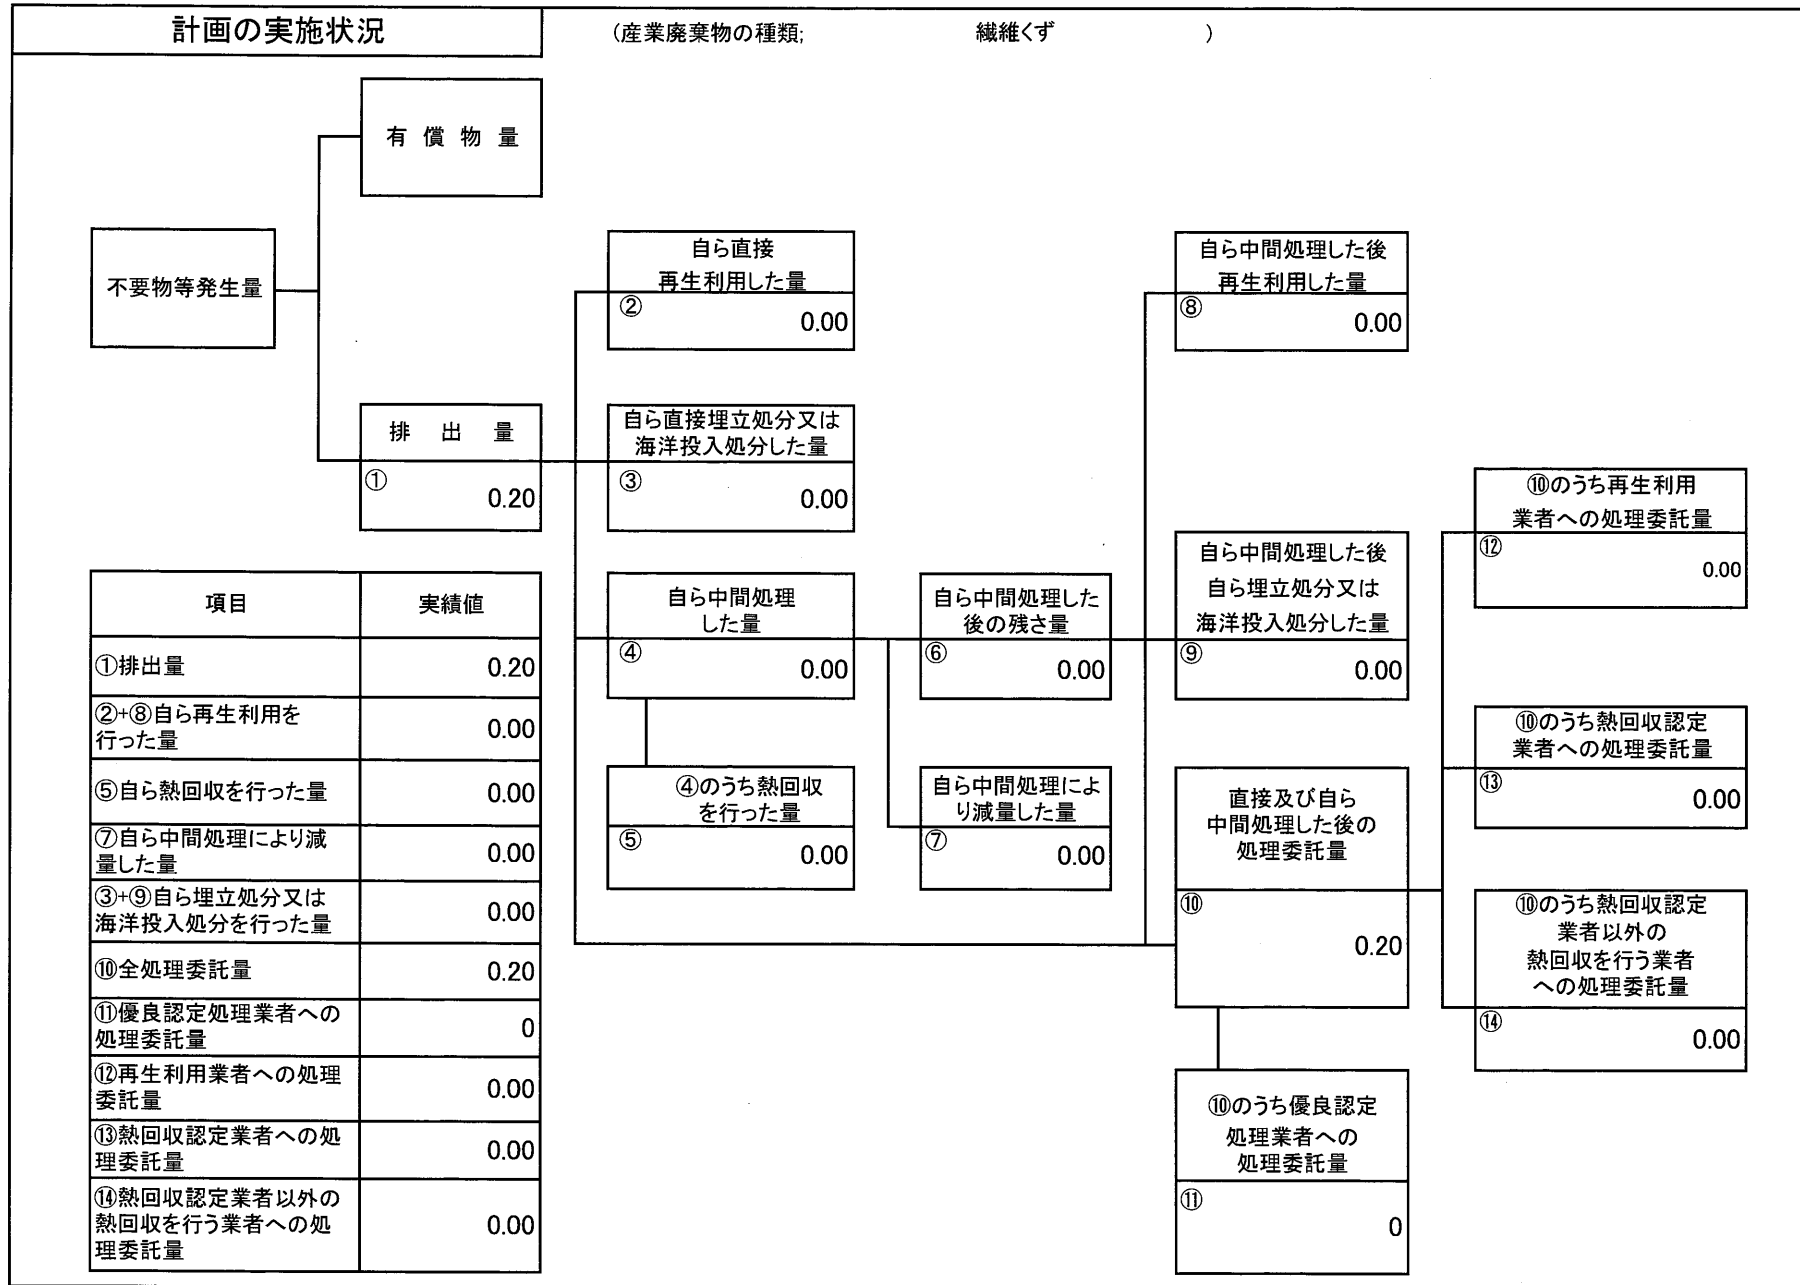 計画の実施状況
(産業廃棄物の種類; 繊維くず )
有償物量
不要物等発生量
排出量
① 0.20
自ら直接
再生利用した量
② 0.00
自ら直接埋立処分又は
海洋投入処分した量
③ 0.00
自ら中間処理
した量
④ 0.00
④のうち熱回収
を行った量
⑤ 0.00
自ら中間処理した
後の残さ量
⑥ 0.00
自ら中間処理によ
り減量した量
⑦ 0.00
自ら中間処理した後
再生利用した量
⑧ 0.00
自ら中間処理した後
自ら埋立処分又は
海洋投入処分した量
⑨ 0.00
直接及び自ら
中間処理した後の
処理委託量
⑩ 0.20
⑩のうち優良認定
処理業者への
処理委託量
⑪ 0
⑩のうち再生利用
業者への処理委託量
⑫ 0.00
⑩のうち熱回収認定
業者への処理委託量
⑬ 0.00
⑩のうち熱回収認定
業者以外の
熱回収を行う業者
への処理委託量
⑭ 0.00
項目 実績値
①排出量 0.20
②+⑧自ら再生利用を
行った量 0.00
⑤自ら熱回収を行った量 0.00
⑦自ら中間処理により減
量した量 0.00
③+⑨自ら埋立処分又は
海洋投入処分を行った量 0.00
⑩全処理委託量 0.20
⑪優良認定処理業者への
処理委託量 0
⑫再生利用業者への処理
委託量 0.00
⑬熱回収認定業者への処
理委託量 0.00
⑭熱回収認定業者以外の
熱回収を行う業者への処
理委託量 0.00